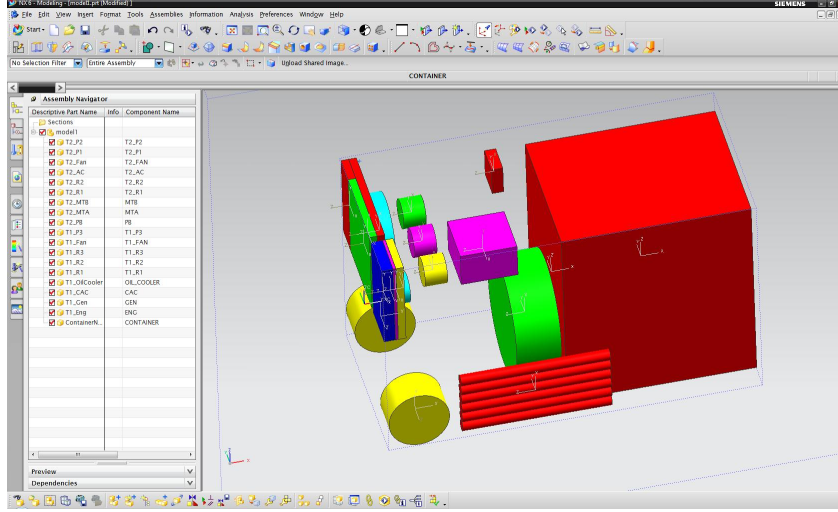 NX 6 - Modeling - [model1.prt (Modified) ]
SIEMENS
File Edit View Insert Format Tools Assemblies Information Analysis Preferences Window Help
Start
No Selection Filter Entire Assembly Unload Shared Image...
CONTAINER
Assembly Navigator
Descriptive Part Name Info Component Name
Sections
model1
T2_P2 T2_P2
T2_P1 T2_P1
T2_Fan T2_FAN
T2_AC T2_AC
T2_R2 T2_R2
T2_R1 T2_R1
T2_MTB MTB
T2_MTA MTA
T2_PB PB
T1_P3 T1_P3
T1_Fan T1_FAN
T1_R3 T1_R3
T1_R2 T1_R2
T1_R1 T1_R1
T1_OilCooler OIL_COOLER
T1_CAC CAC
T1_Gen GEN
T1_Eng ENG
ContainerN... CONTAINER
Preview
Dependencies